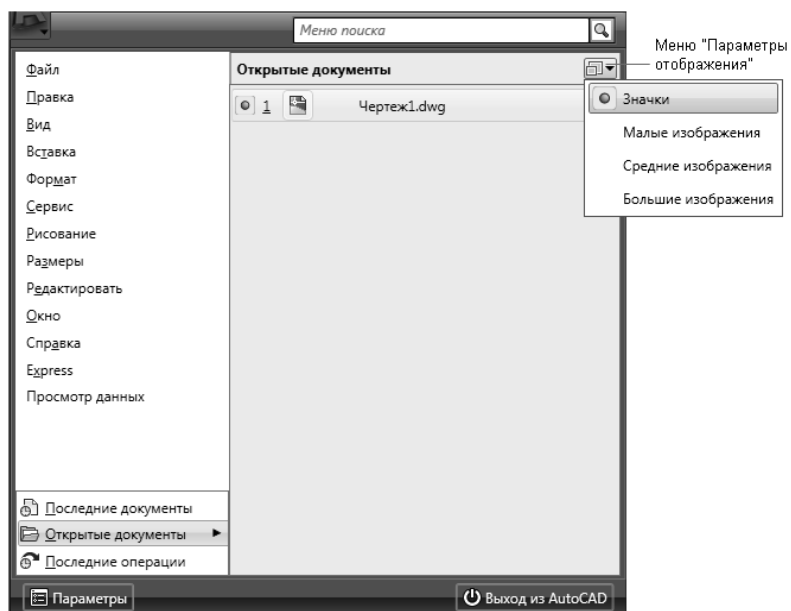 Меню поиска
Меню "Параметры
отображения"
Файл
Правка
Вид
Вставка
Формат
Сервис
Рисование
Размеры
Редактировать
Окно
Справка
Express
Просмотр данных
Последние документы
Открытые документы
Последние операции
Открытые документы
1 Чертеж1.dwg
Значки
Малые изображения
Средние изображения
Большие изображения
Параметры
Выход из AutoCAD